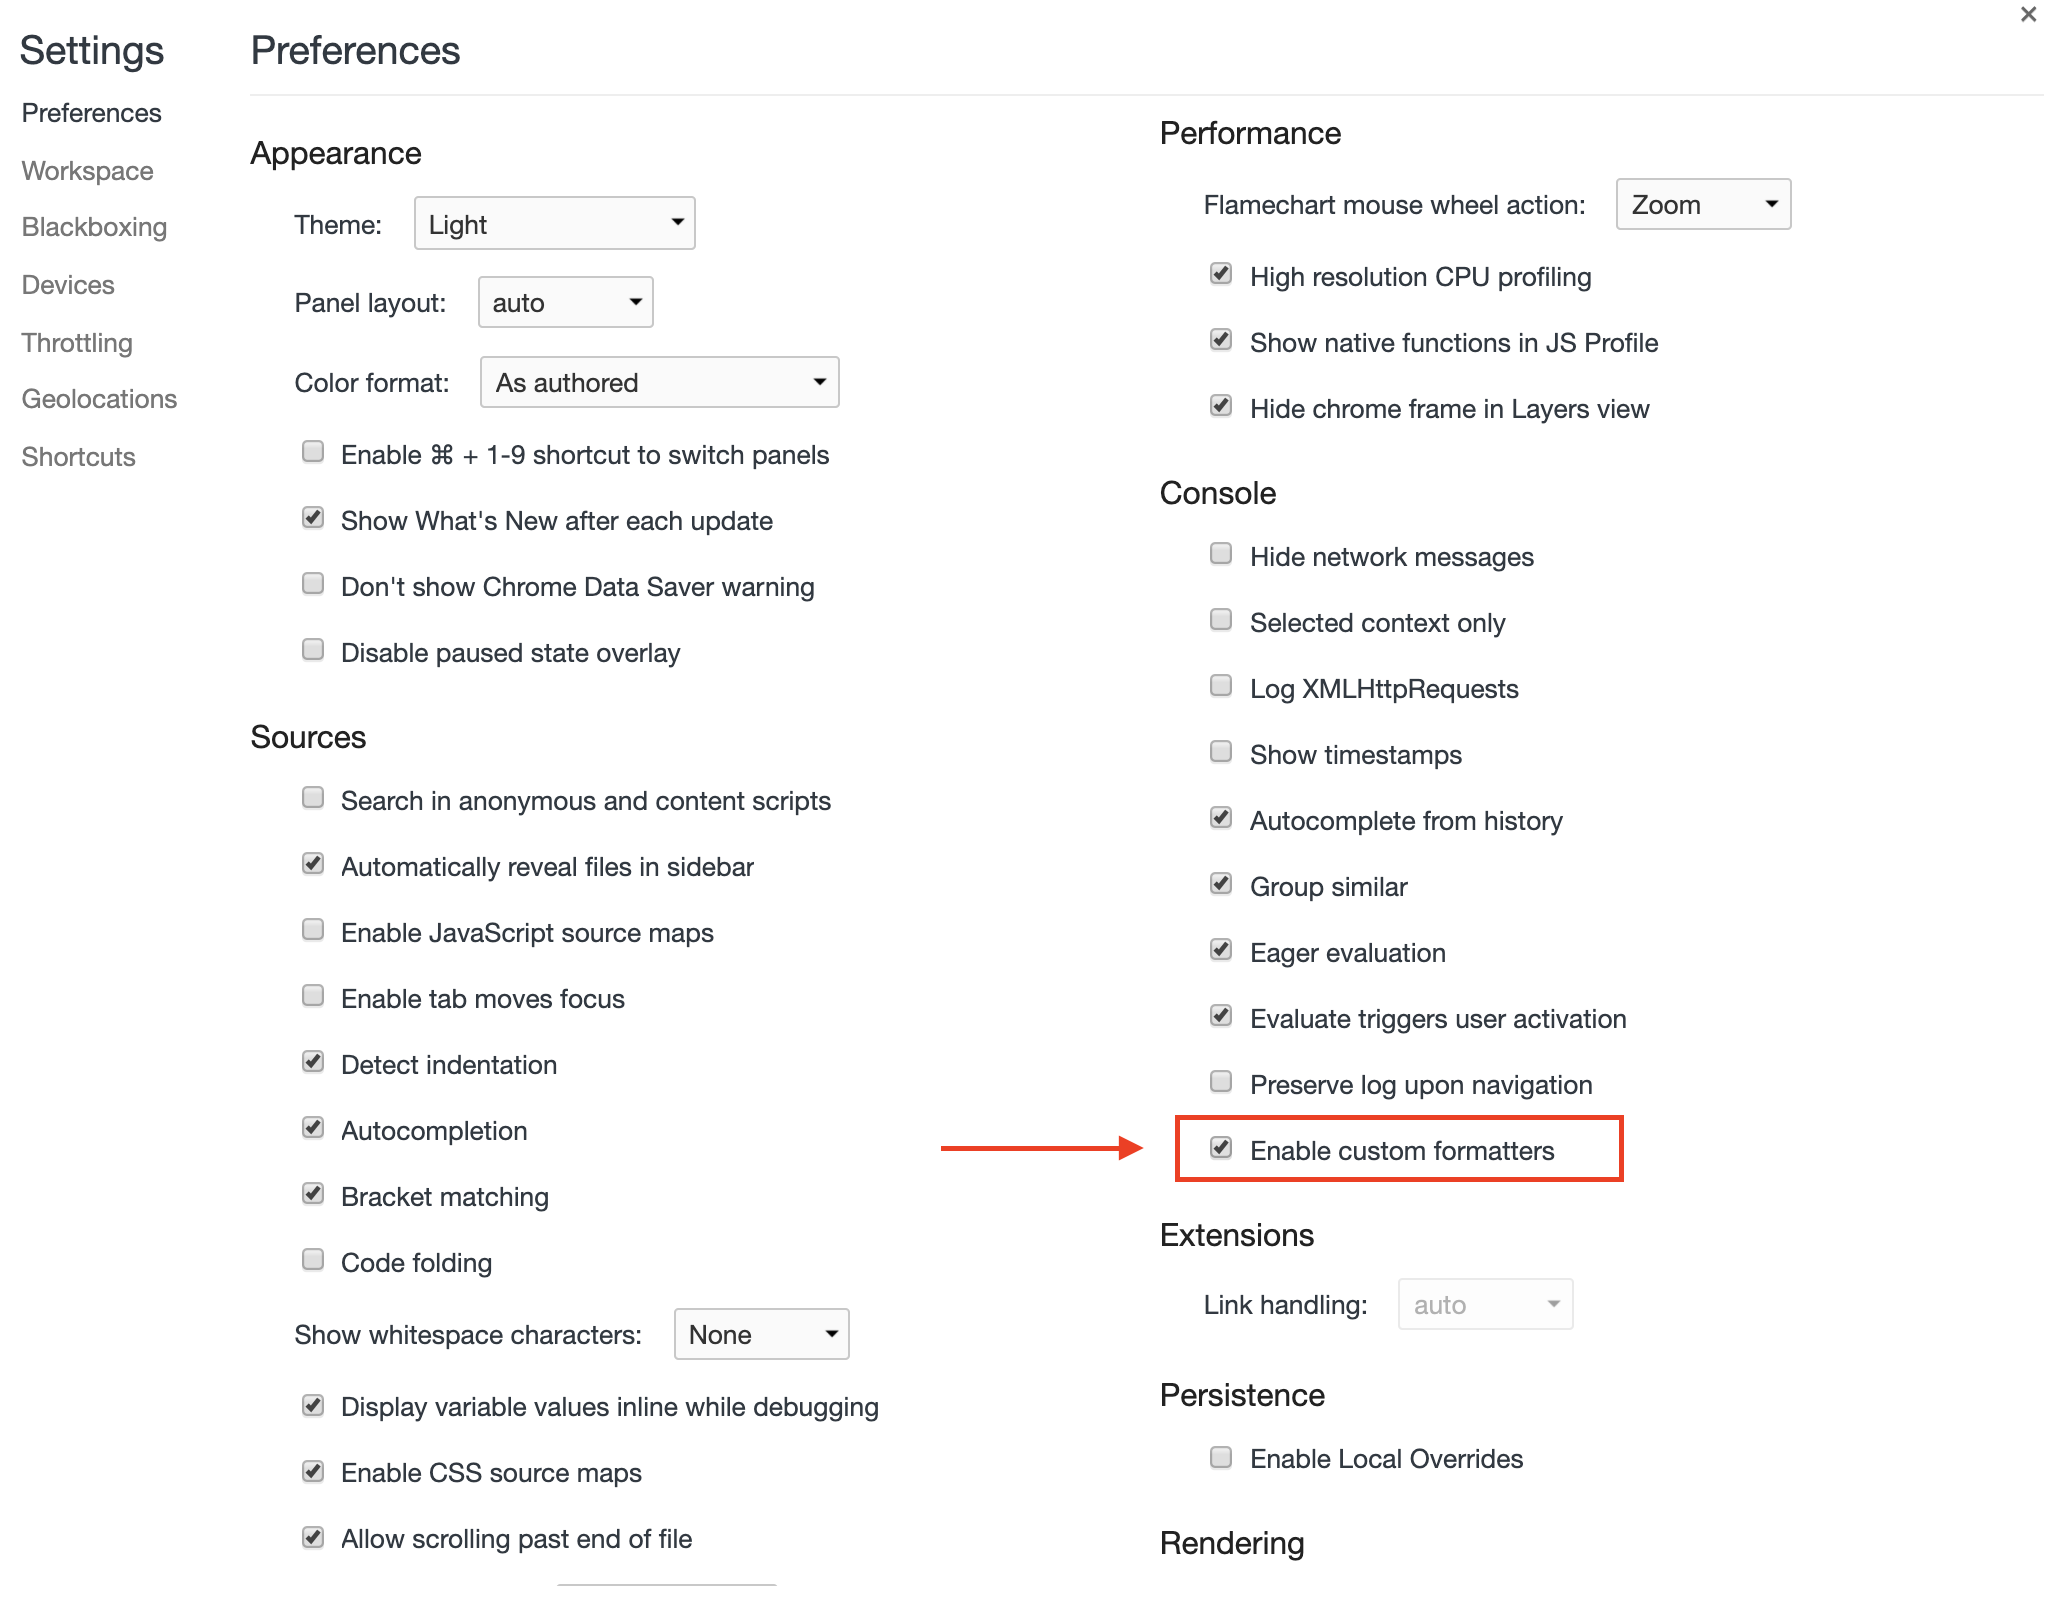 Settings
Preferences
Workspace
Blackboxing
Devices
Throttling
Geolocations
Shortcuts
Preferences
Appearance
Theme: Light
Panel layout: auto
Color format: As authored
Enable ⌘ + 1-9 shortcut to switch panels
Show What's New after each update
Don't show Chrome Data Saver warning
Disable paused state overlay
Sources
Search in anonymous and content scripts
Automatically reveal files in sidebar
Enable JavaScript source maps
Enable tab moves focus
Detect indentation
Autocompletion
Bracket matching
Code folding
Show whitespace characters: None
Display variable values inline while debugging
Enable CSS source maps
Allow scrolling past end of file
Performance
Flamechart mouse wheel action: Zoom
High resolution CPU profiling
Show native functions in JS Profile
Hide chrome frame in Layers view
Console
Hide network messages
Selected context only
Log XMLHttpRequests
Show timestamps
Autocomplete from history
Group similar
Eager evaluation
Evaluate triggers user activation
Preserve log upon navigation
Enable custom formatters
Extensions
Link handling: auto
Persistence
Enable Local Overrides
Rendering